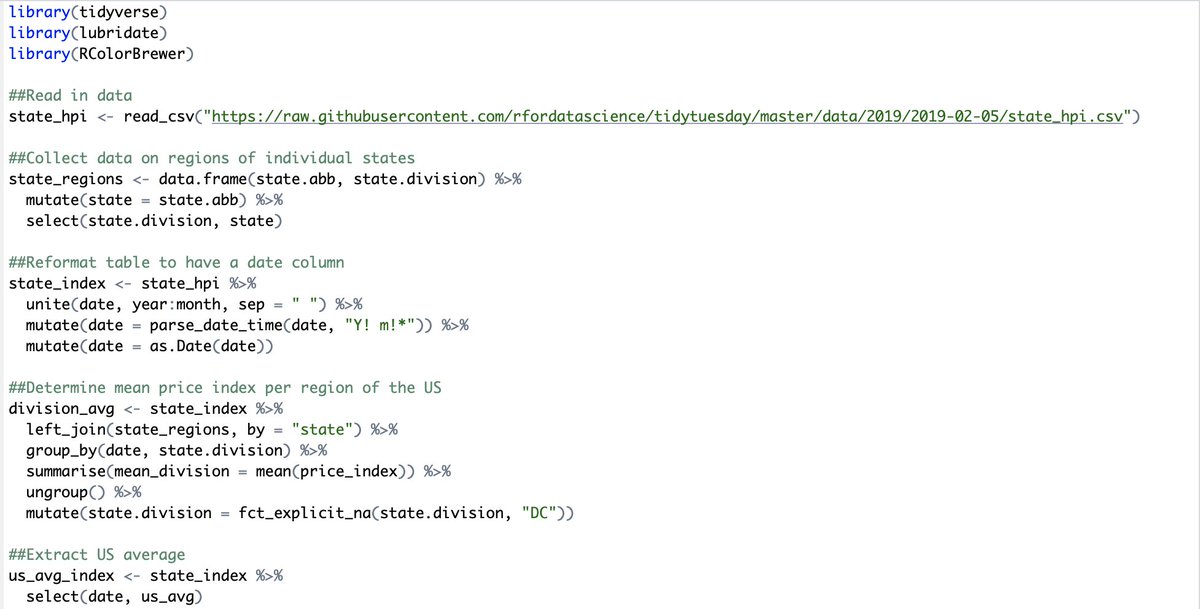 library(tidyverse)
library(lubridate)
library(RColorBrewer)
##Read in data
state_hpi <- read_csv("https://raw.githubusercontent.com/rfordatascience/tidytuesday/master/data/2019/2019-02-05/state_hpi.csv")
##Collect data on regions of individual states
state_regions <- data.frame(state.abb, state.division) %>%
  mutate(state = state.abb) %>%
  select(state.division, state)
##Reformat table to have a date column
state_index <- state_hpi %>%
  unite(date, year:month, sep = " ") %>%
  mutate(date = parse_date_time(date, "Y! m!*")) %>%
  mutate(date = as.Date(date))
##Determine mean price index per region of the US
division_avg <- state_index %>%
  left_join(state_regions, by = "state") %>%
  group_by(date, state.division) %>%
  summarise(mean_division = mean(price_index)) %>%
  ungroup() %>%
  mutate(state.division = fct_explicit_na(state.division, "DC"))
##Extract US average
us_avg_index <- state_index %>%
  select(date, us_avg)